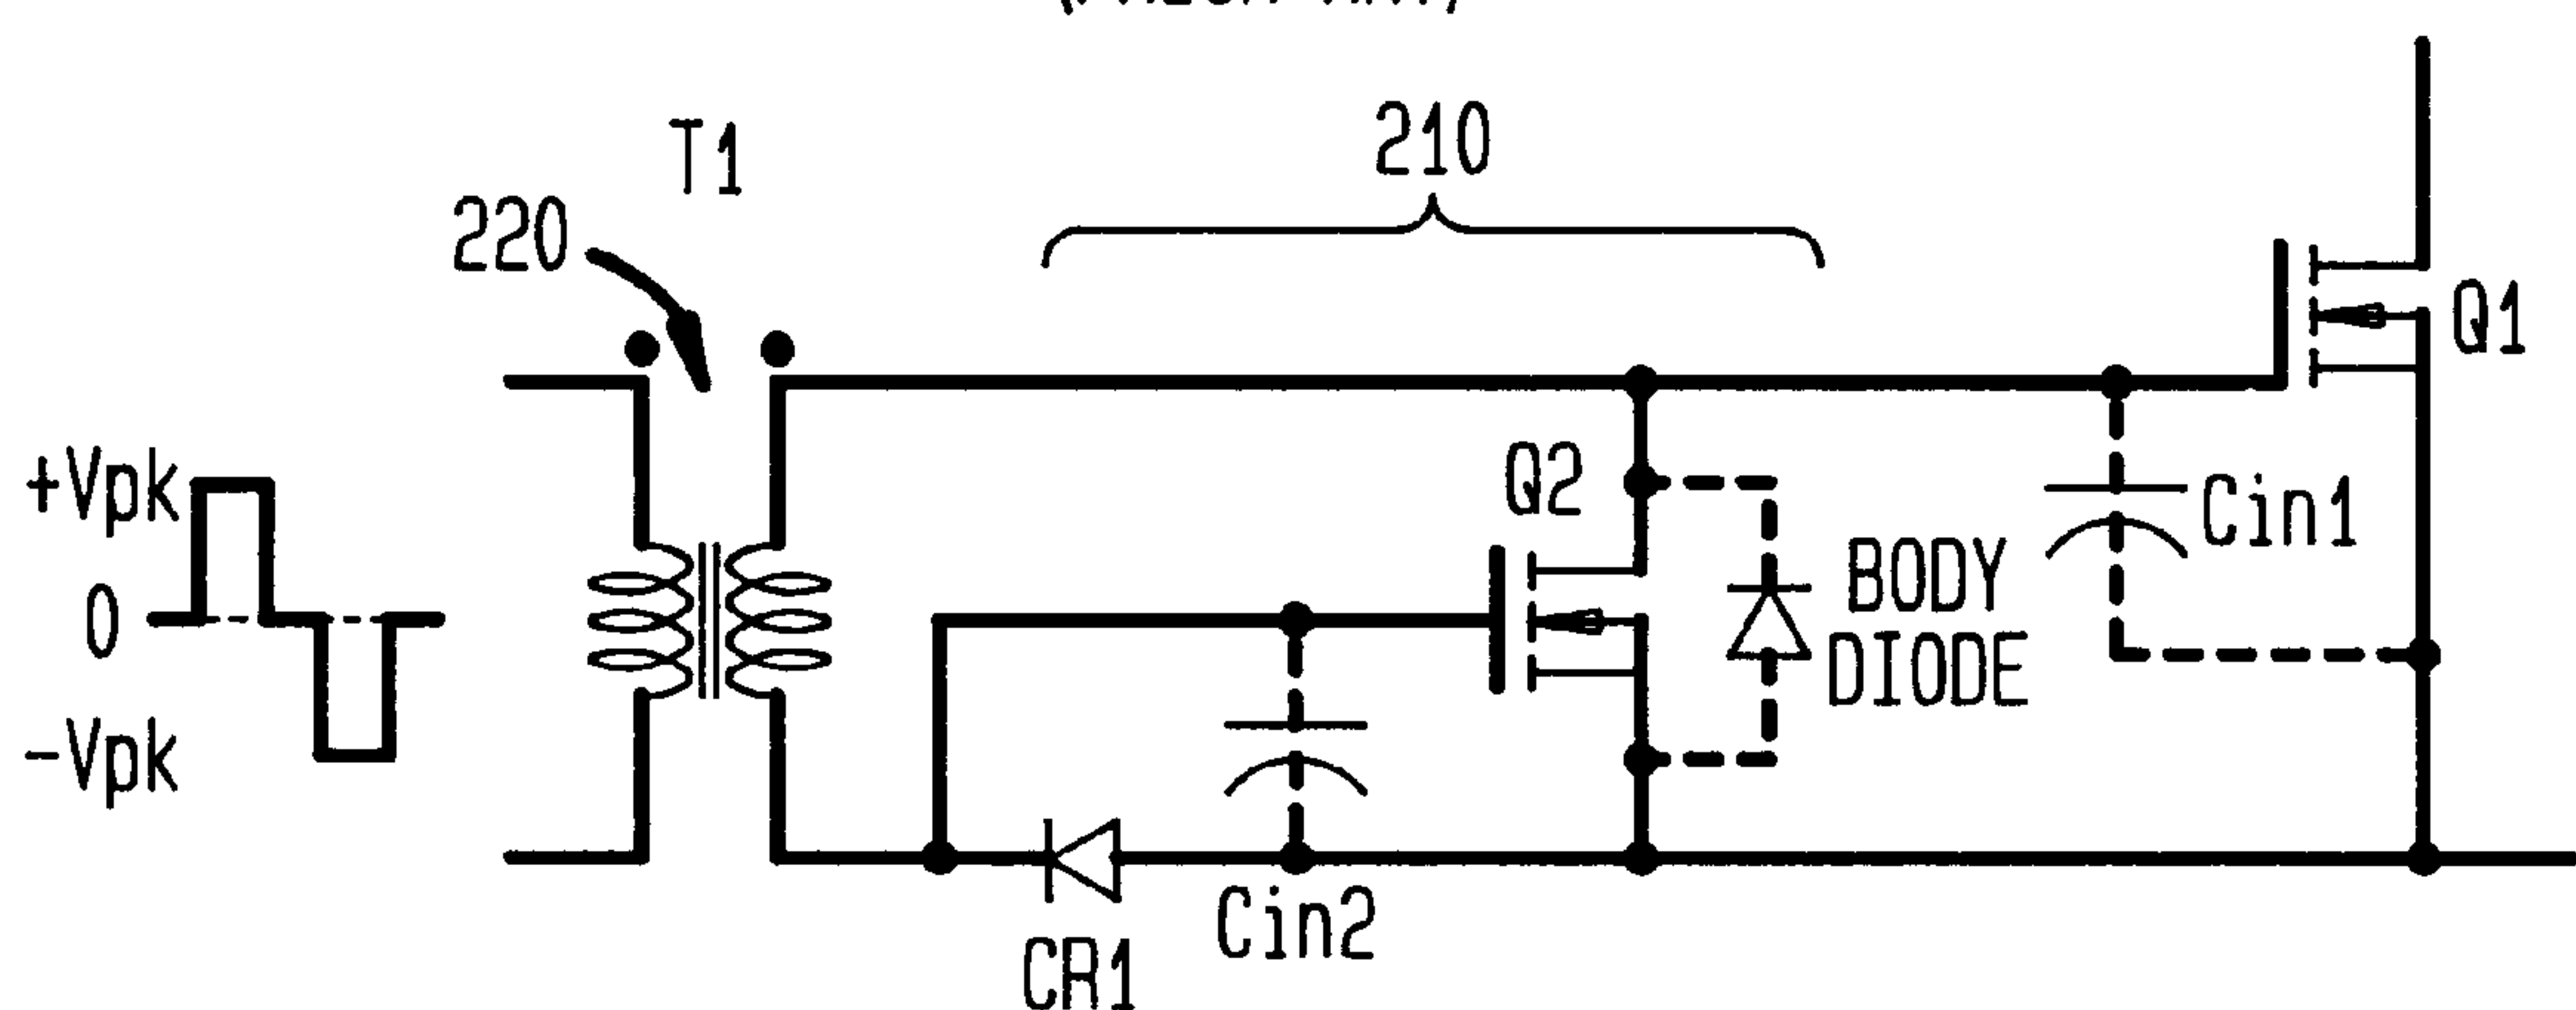 T1
210
220
Q1
+Vpk
Q2
Cin1
BODY
DIODE
0
-Vpk
Cin2
CR1